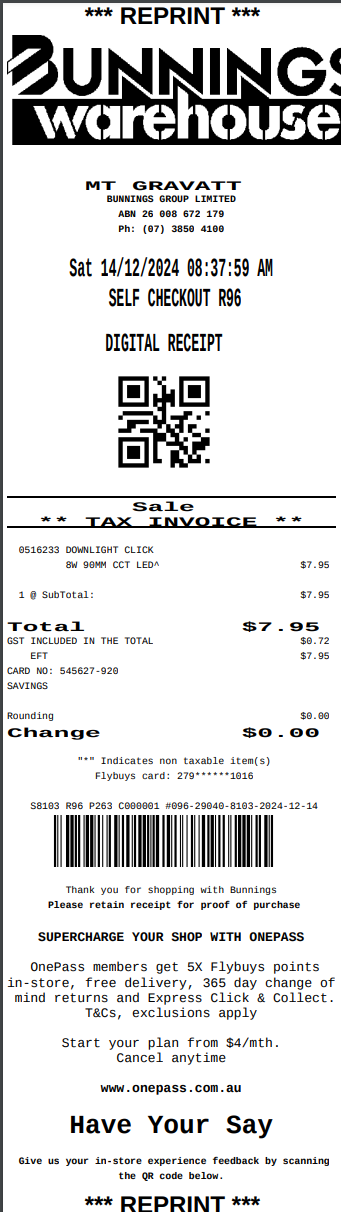 *** REPRINT ***
BUNNINGS
warehouse
MT GRAVATT
BUNNINGS GROUP LIMITED
ABN 26 008 672 179
Ph: (07) 3850 4100
Sat 14/12/2024 08:37:59 AM
SELF CHECKOUT R96
DIGITAL RECEIPT
Sale
** TAX INVOICE **
0516233 DOWNLIGHT CLICK
8W 90MM CCT LED^ $7.95
1 @ SubTotal: $7.95
Total $7.95
GST INCLUDED IN THE TOTAL $0.72
EFT $7.95
CARD NO: 545627-920
SAVINGS
Rounding $0.00
Change $0.00
"*" Indicates non taxable item(s)
Flybuys card: 279******1016
S8103 R96 P263 C000001 #096-29040-8103-2024-12-14
Thank you for shopping with Bunnings
Please retain receipt for proof of purchase
SUPERCHARGE YOUR SHOP WITH ONEPASS
OnePass members get 5X Flybuys points
in-store, free delivery, 365 day change of
mind returns and Express Click & Collect.
T&Cs, exclusions apply
Start your plan from $4/mth.
Cancel anytime
www.onepass.com.au
Have Your Say
Give us your in-store experience feedback by scanning
the QR code below.
*** REPRINT ***